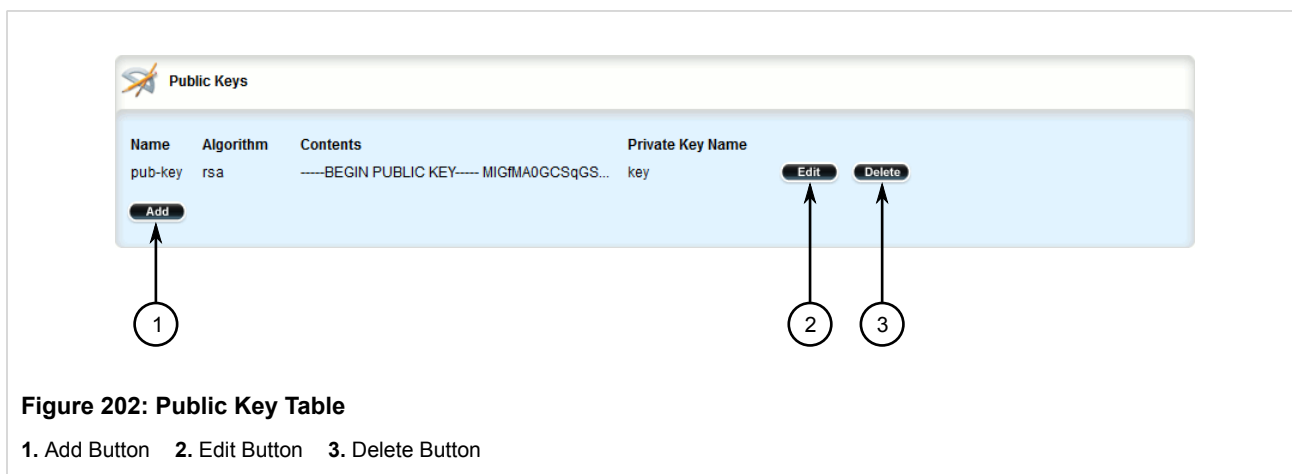 Public Keys
Name Algorithm Contents Private Key Name
pub-key rsa -----BEGIN PUBLIC KEY----- MIGfMA0GCSqGS... key Edit Delete
Add
1 2 3
Figure 202: Public Key Table
1. Add Button 2. Edit Button 3. Delete Button